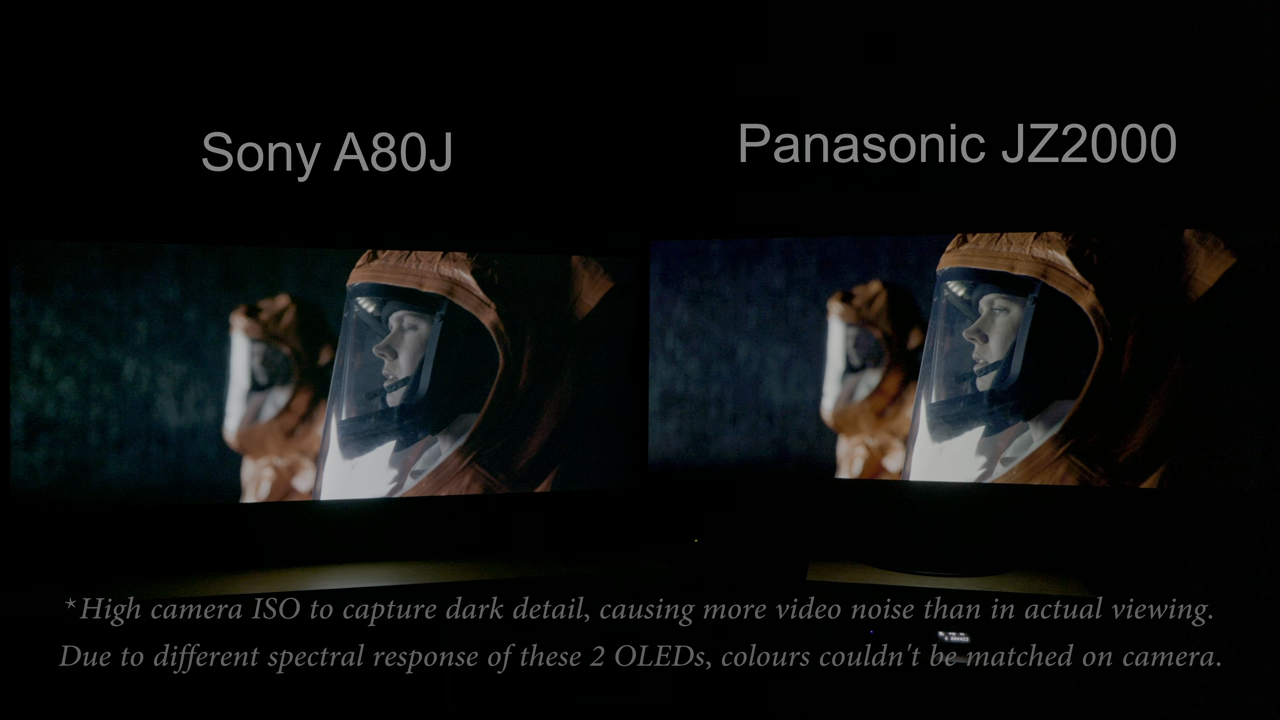 Sony A80J
Panasonic JZ2000
*High camera ISO to capture dark detail, causing more video noise than in actual viewing.
Due to different spectral response of these 2 OLEDs, colours couldn't be matched on camera.